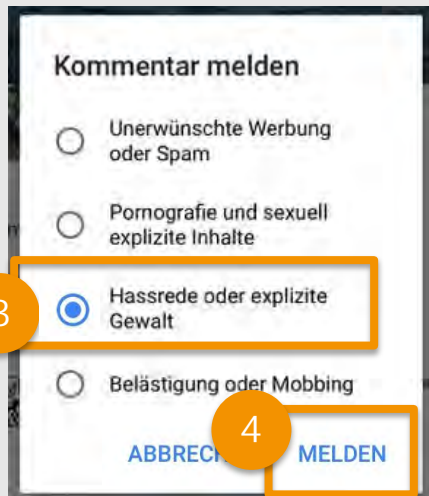 Kommentar melden
Unerwünschte Werbung
oder Spam
Pornografie und sexuell
explizite Inhalte
3
Hassrede oder explizite
Gewalt
Belästigung oder Mobbing
4
MELDEN